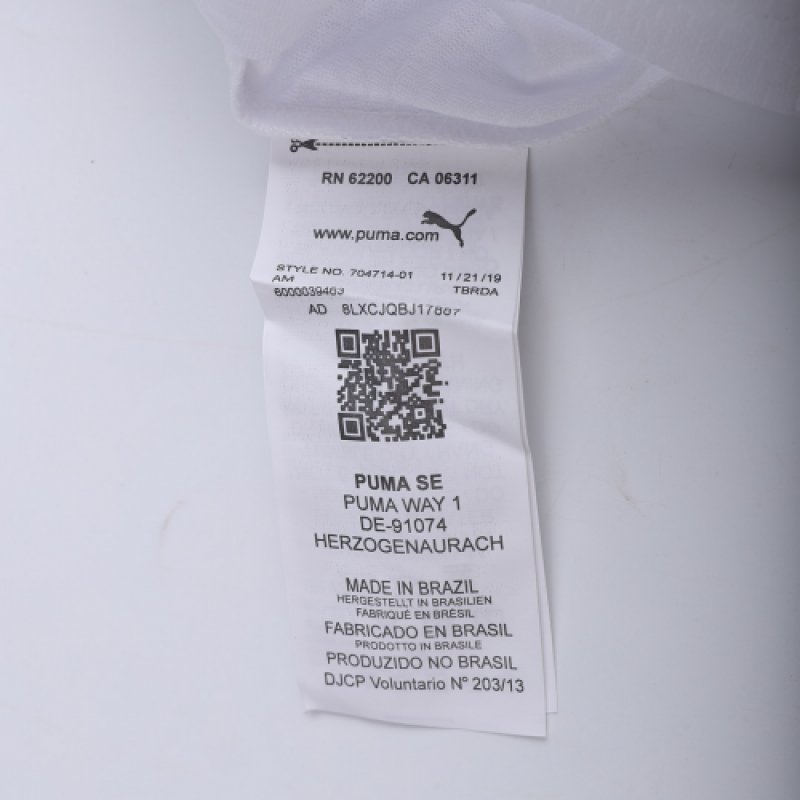 RN 62200 CA 06311
www.puma.com
STYLE NO. 704714-01 11/21/19
AM
6000039463 TBRDA
AD 8LXCJQBJ17887
PUMA SE
PUMA WAY 1
DE-91074
HERZOGENAURACH
MADE IN BRAZIL
HERGESTELLT IN BRASILIEN
FABRIQUÉ EN BRÉSIL
FABRICADO EN BRASIL
PRODOTTO IN BRASILE
PRODUZIDO NO BRASIL
DJCP Voluntario N° 203/13